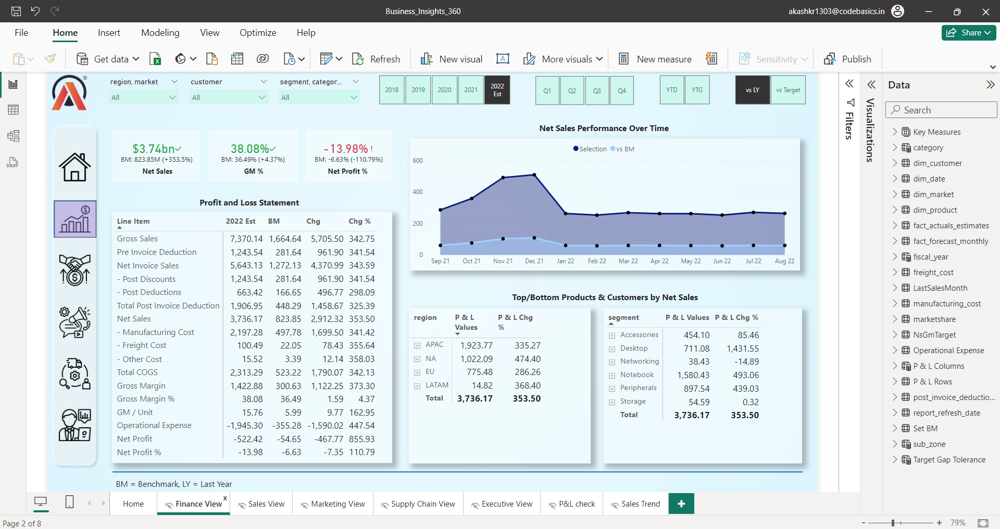 Business_Insights_360
akashkr1303@codebasics.in
File Home Insert Modeling View Optimize Help
Share
Get data
Refresh
New visual
More visuals
New measure
Sensitivity
Publish
region, market
All
customer
All
segment, categor...
All
2018 2019 2020 2021 2022 Est
Q1 Q2 Q3 Q4
YTD YTG
vs LY vs Target
$3.74bn
BM: 823.85M (+353.5%)
Net Sales
38.08%
BM: 36.49% (+4.37%)
GM %
-13.98% !
BM: -6.63% (-110.79%)
Net Profit %
Profit and Loss Statement
Line Item 2022 Est BM Chg Chg %
Gross Sales 7,370.14 1,664.64 5,705.50 342.75
Pre Invoice Deduction 1,243.54 281.64 961.90 341.54
Net Invoice Sales 5,643.13 1,272.13 4,370.99 343.59
- Post Discounts 1,243.54 281.64 961.90 341.54
- Post Deductions 663.42 166.65 496.77 298.09
Total Post Invoice Deduction 1,906.95 448.29 1,458.67 325.39
Net Sales 3,736.17 823.85 2,912.32 353.50
- Manufacturing Cost 2,197.28 497.78 1,699.50 341.42
- Freight Cost 100.49 22.05 78.43 355.64
- Other Cost 15.52 3.39 12.14 358.03
Total COGS 2,313.29 523.22 1,790.07 342.13
Gross Margin 1,422.88 300.63 1,122.25 373.30
Gross Margin % 38.08 36.49 1.59 4.37
GM / Unit 15.76 5.99 9.77 162.95
Operational Expense -1,945.30 -355.28 -1,590.02 447.54
Net Profit -522.42 -54.65 -467.77 855.93
Net Profit % -13.98 -6.63 -7.35 110.79
Net Sales Performance Over Time
Selection vs BM
600
400
200
0
Sep 21 Oct 21 Nov 21 Dec 21 Jan 22 Feb 22 Mar 22 Apr 22 May 22 Jun 22 Jul 22 Aug 22
Top/Bottom Products & Customers by Net Sales
region P & L Values P & L Chg %
APAC 1,923.77 335.27
NA 1,022.09 474.40
EU 775.48 286.26
LATAM 14.82 368.40
Total 3,736.17 353.50
segment P & L Values P & L Chg %
Accessories 454.10 85.46
Desktop 711.08 1,431.55
Networking 38.43 -14.89
Notebook 1,580.43 493.06
Peripherals 897.54 439.03
Storage 54.59 0.32
Total 3,736.17 353.50
BM = Benchmark, LY = Last Year
Filters
Visualizations
Data
Search
Key Measures
category
dim_customer
dim_date
dim_market
dim_product
fact_actuals_estimates
fact_forecast_monthly
fiscal_year
freight_cost
LastSalesMonth
manufacturing_cost
marketshare
NsGmTarget
Operational Expense
P & L Columns
P & L Rows
post_invoice_deductio...
report_refresh_date
Set BM
sub_zone
Target Gap Tolerance
DAX
Home Finance View x Sales View Marketing View Supply Chain View Executive View P&L check Sales Trend +
Page 2 of 8
- + 79%